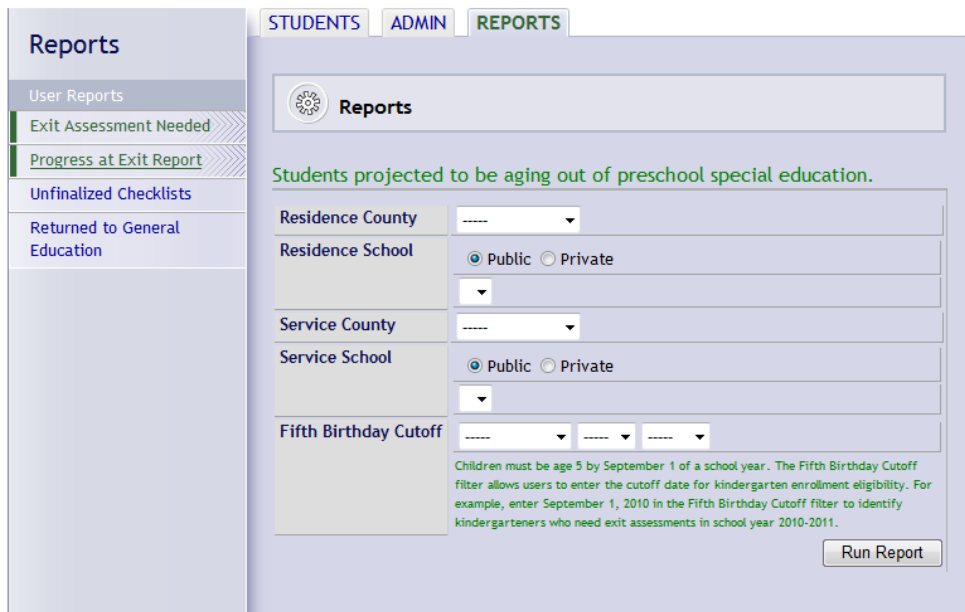 STUDENTS ADMIN REPORTS
Reports
User Reports
Exit Assessment Needed
Progress at Exit Report
Unfinalized Checklists
Returned to General
Education
Reports
Students projected to be aging out of preschool special education.
Residence County -----
Residence School
Public Private
Service County -----
Service School
Public Private
Fifth Birthday Cutoff ----- ----- -----
Children must be age 5 by September 1 of a school year. The Fifth Birthday Cutoff
filter allows users to enter the cutoff date for kindergarten enrollment eligibility. For
example, enter September 1, 2010 in the Fifth Birthday Cutoff filter to identify
kindergarteners who need exit assessments in school year 2010-2011.
Run Report